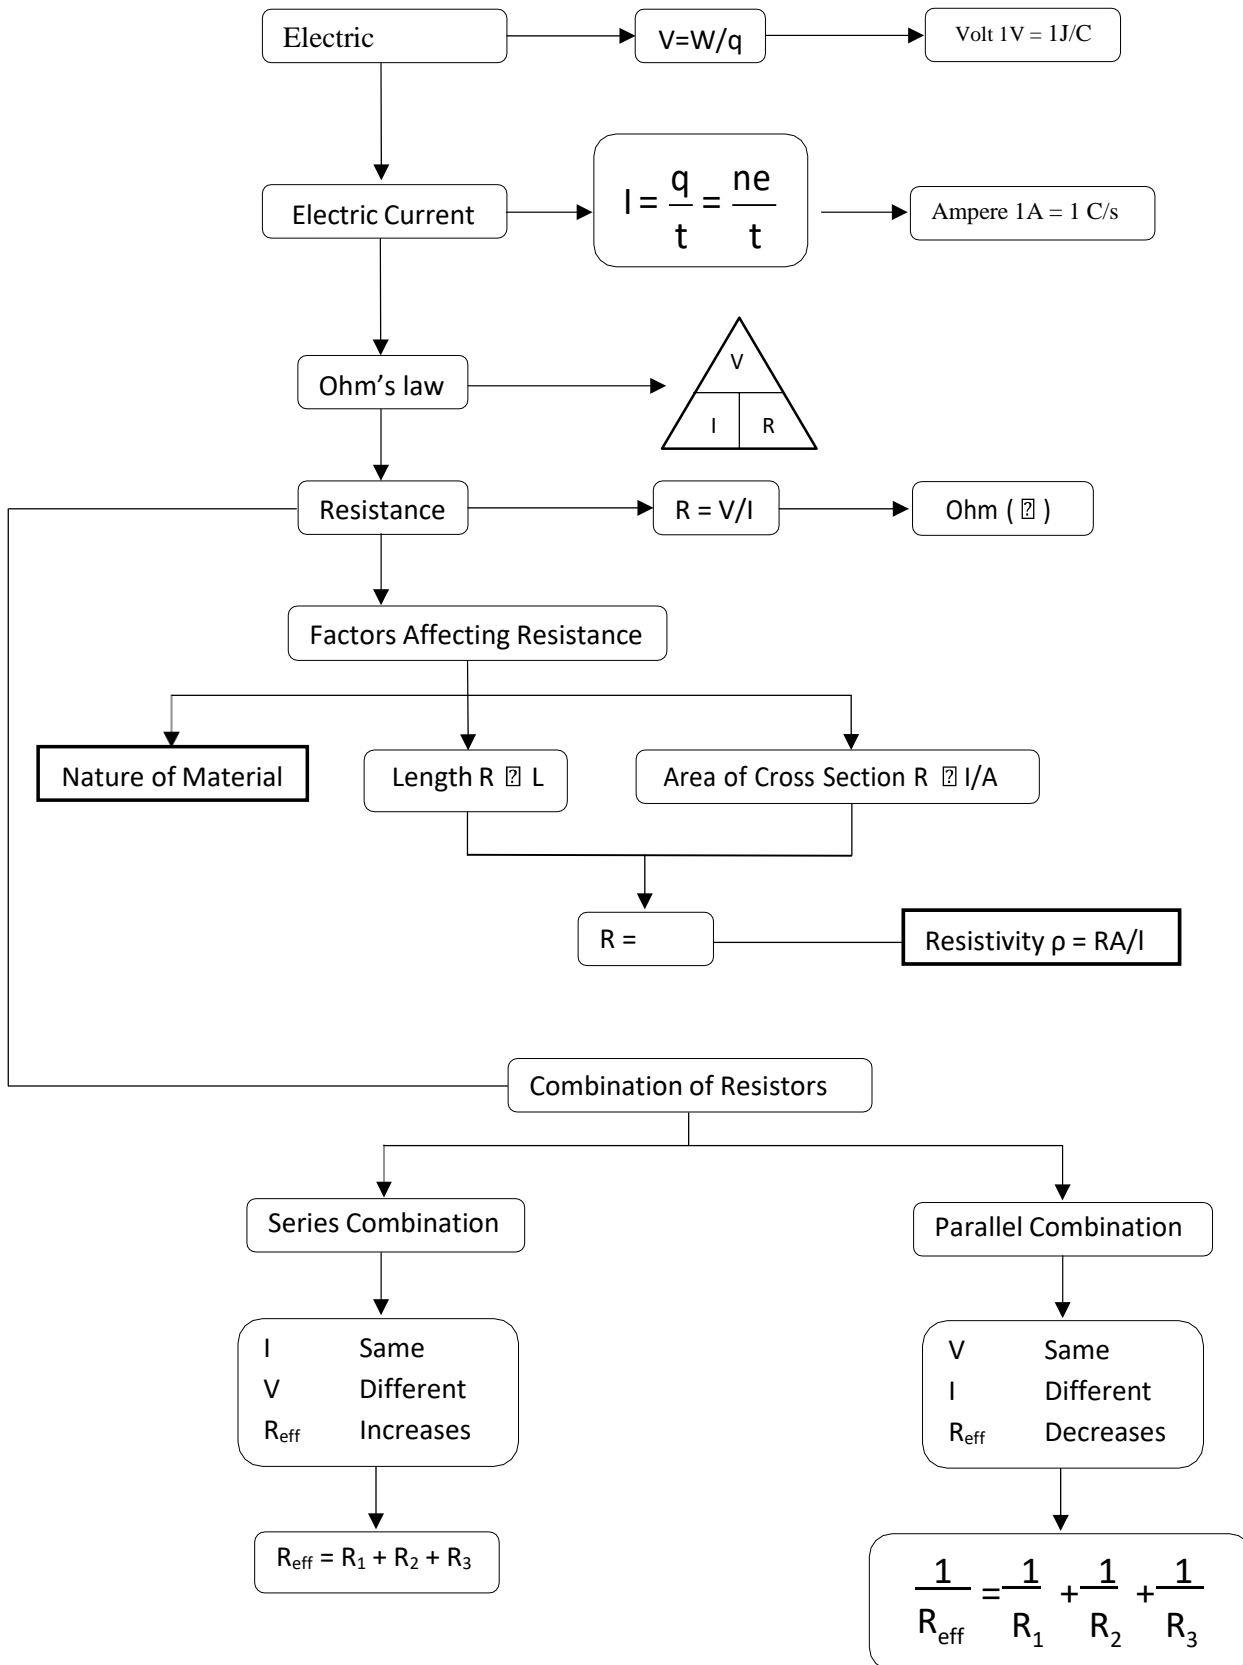 Electric
V=W/q
Volt 1V = 1J/C
Electric Current
I = q/t = ne/t
Ampere 1A = 1 C/s
Ohm’s law
V
I R
Resistance
R = V/I
Ohm ( ⍰ )
Factors Affecting Resistance
Nature of Material
Length R ⍰ L
Area of Cross Section R ⍰ I/A
R =
Resistivity ρ = RA/l
Combination of Resistors
Series Combination
Parallel Combination
I Same
V Different
Reff Increases
V Same
I Different
Reff Decreases
Reff = R1 + R2 + R3
1/Reff = 1/R1 + 1/R2 + 1/R3